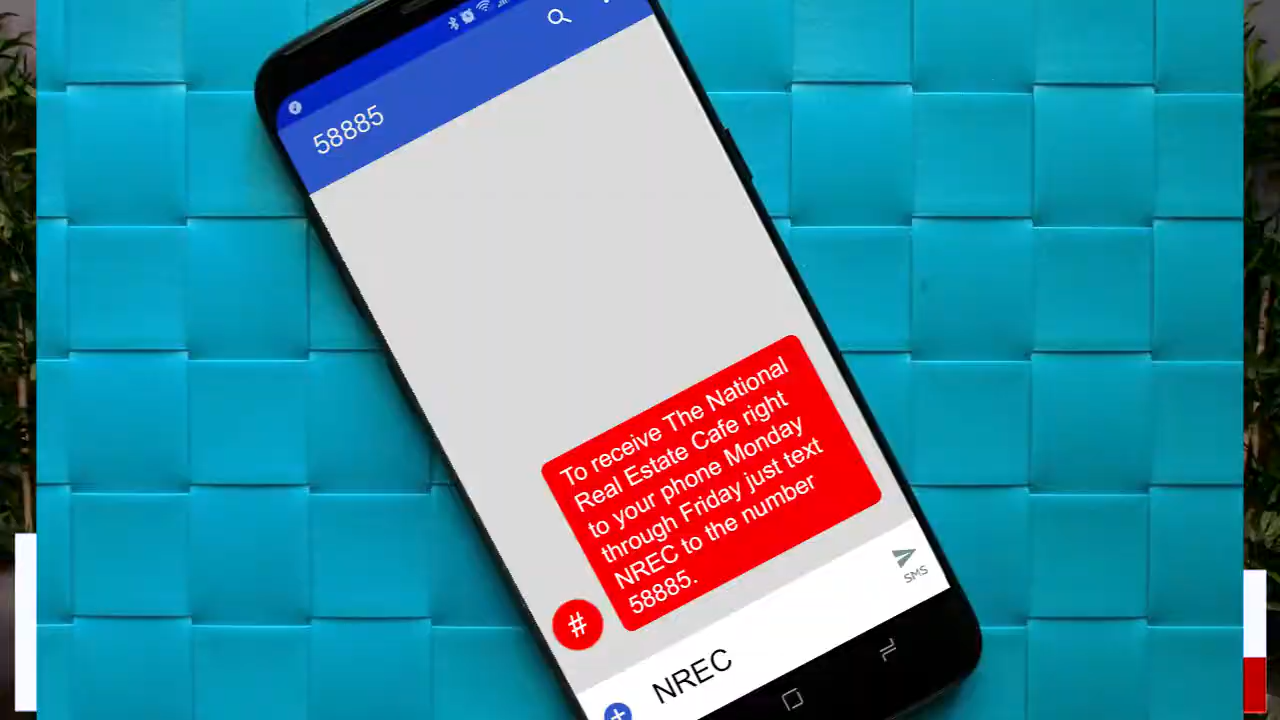 58885
To receive The National
Real Estate Cafe right
to your phone Monday
through Friday just text
NREC to the number
58885.
#
SMS
NREC